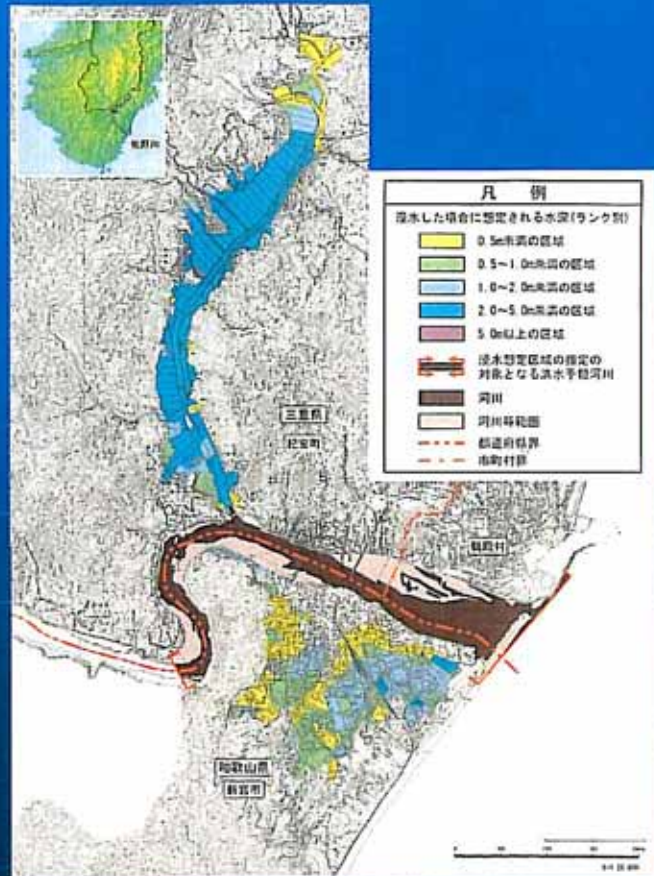 熊野川
凡例
浸水した場合に想定される水深(ランク別)
0.5m未満の区域
0.5～1.0m未満の区域
1.0～2.0m未満の区域
2.0～5.0m未満の区域
5.0m以上の区域
浸水想定区域の指定の
対象となる洪水予報河川
河川
河川等範囲
都道府県界
市町村界
三重県
紀宝町
鵜殿村
和歌山県
新宮市